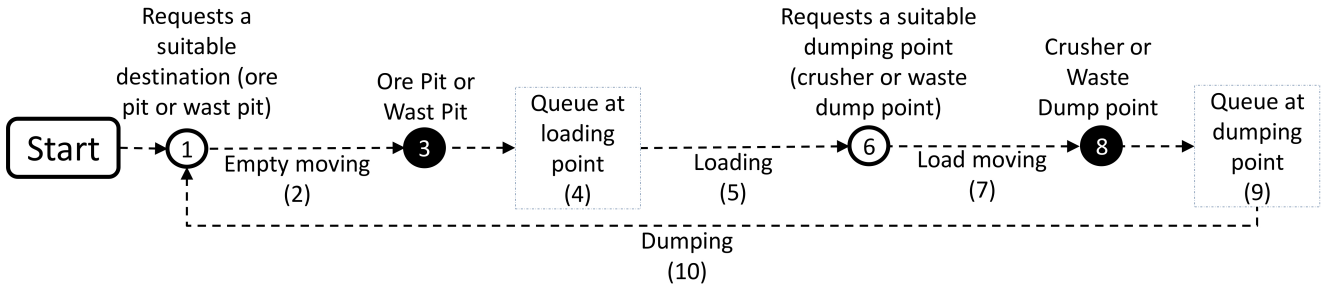 Start
Requests a
suitable
destination (ore
pit or wast pit)
1
Empty moving
(2)
Ore Pit or
Wast Pit
3
Queue at
loading
point
(4)
Loading
(5)
Requests a suitable
dumping point
(crusher or waste
dump point)
6
Load moving
(7)
Crusher or
Waste
Dump point
8
Queue at
dumping
point
(9)
Dumping
(10)